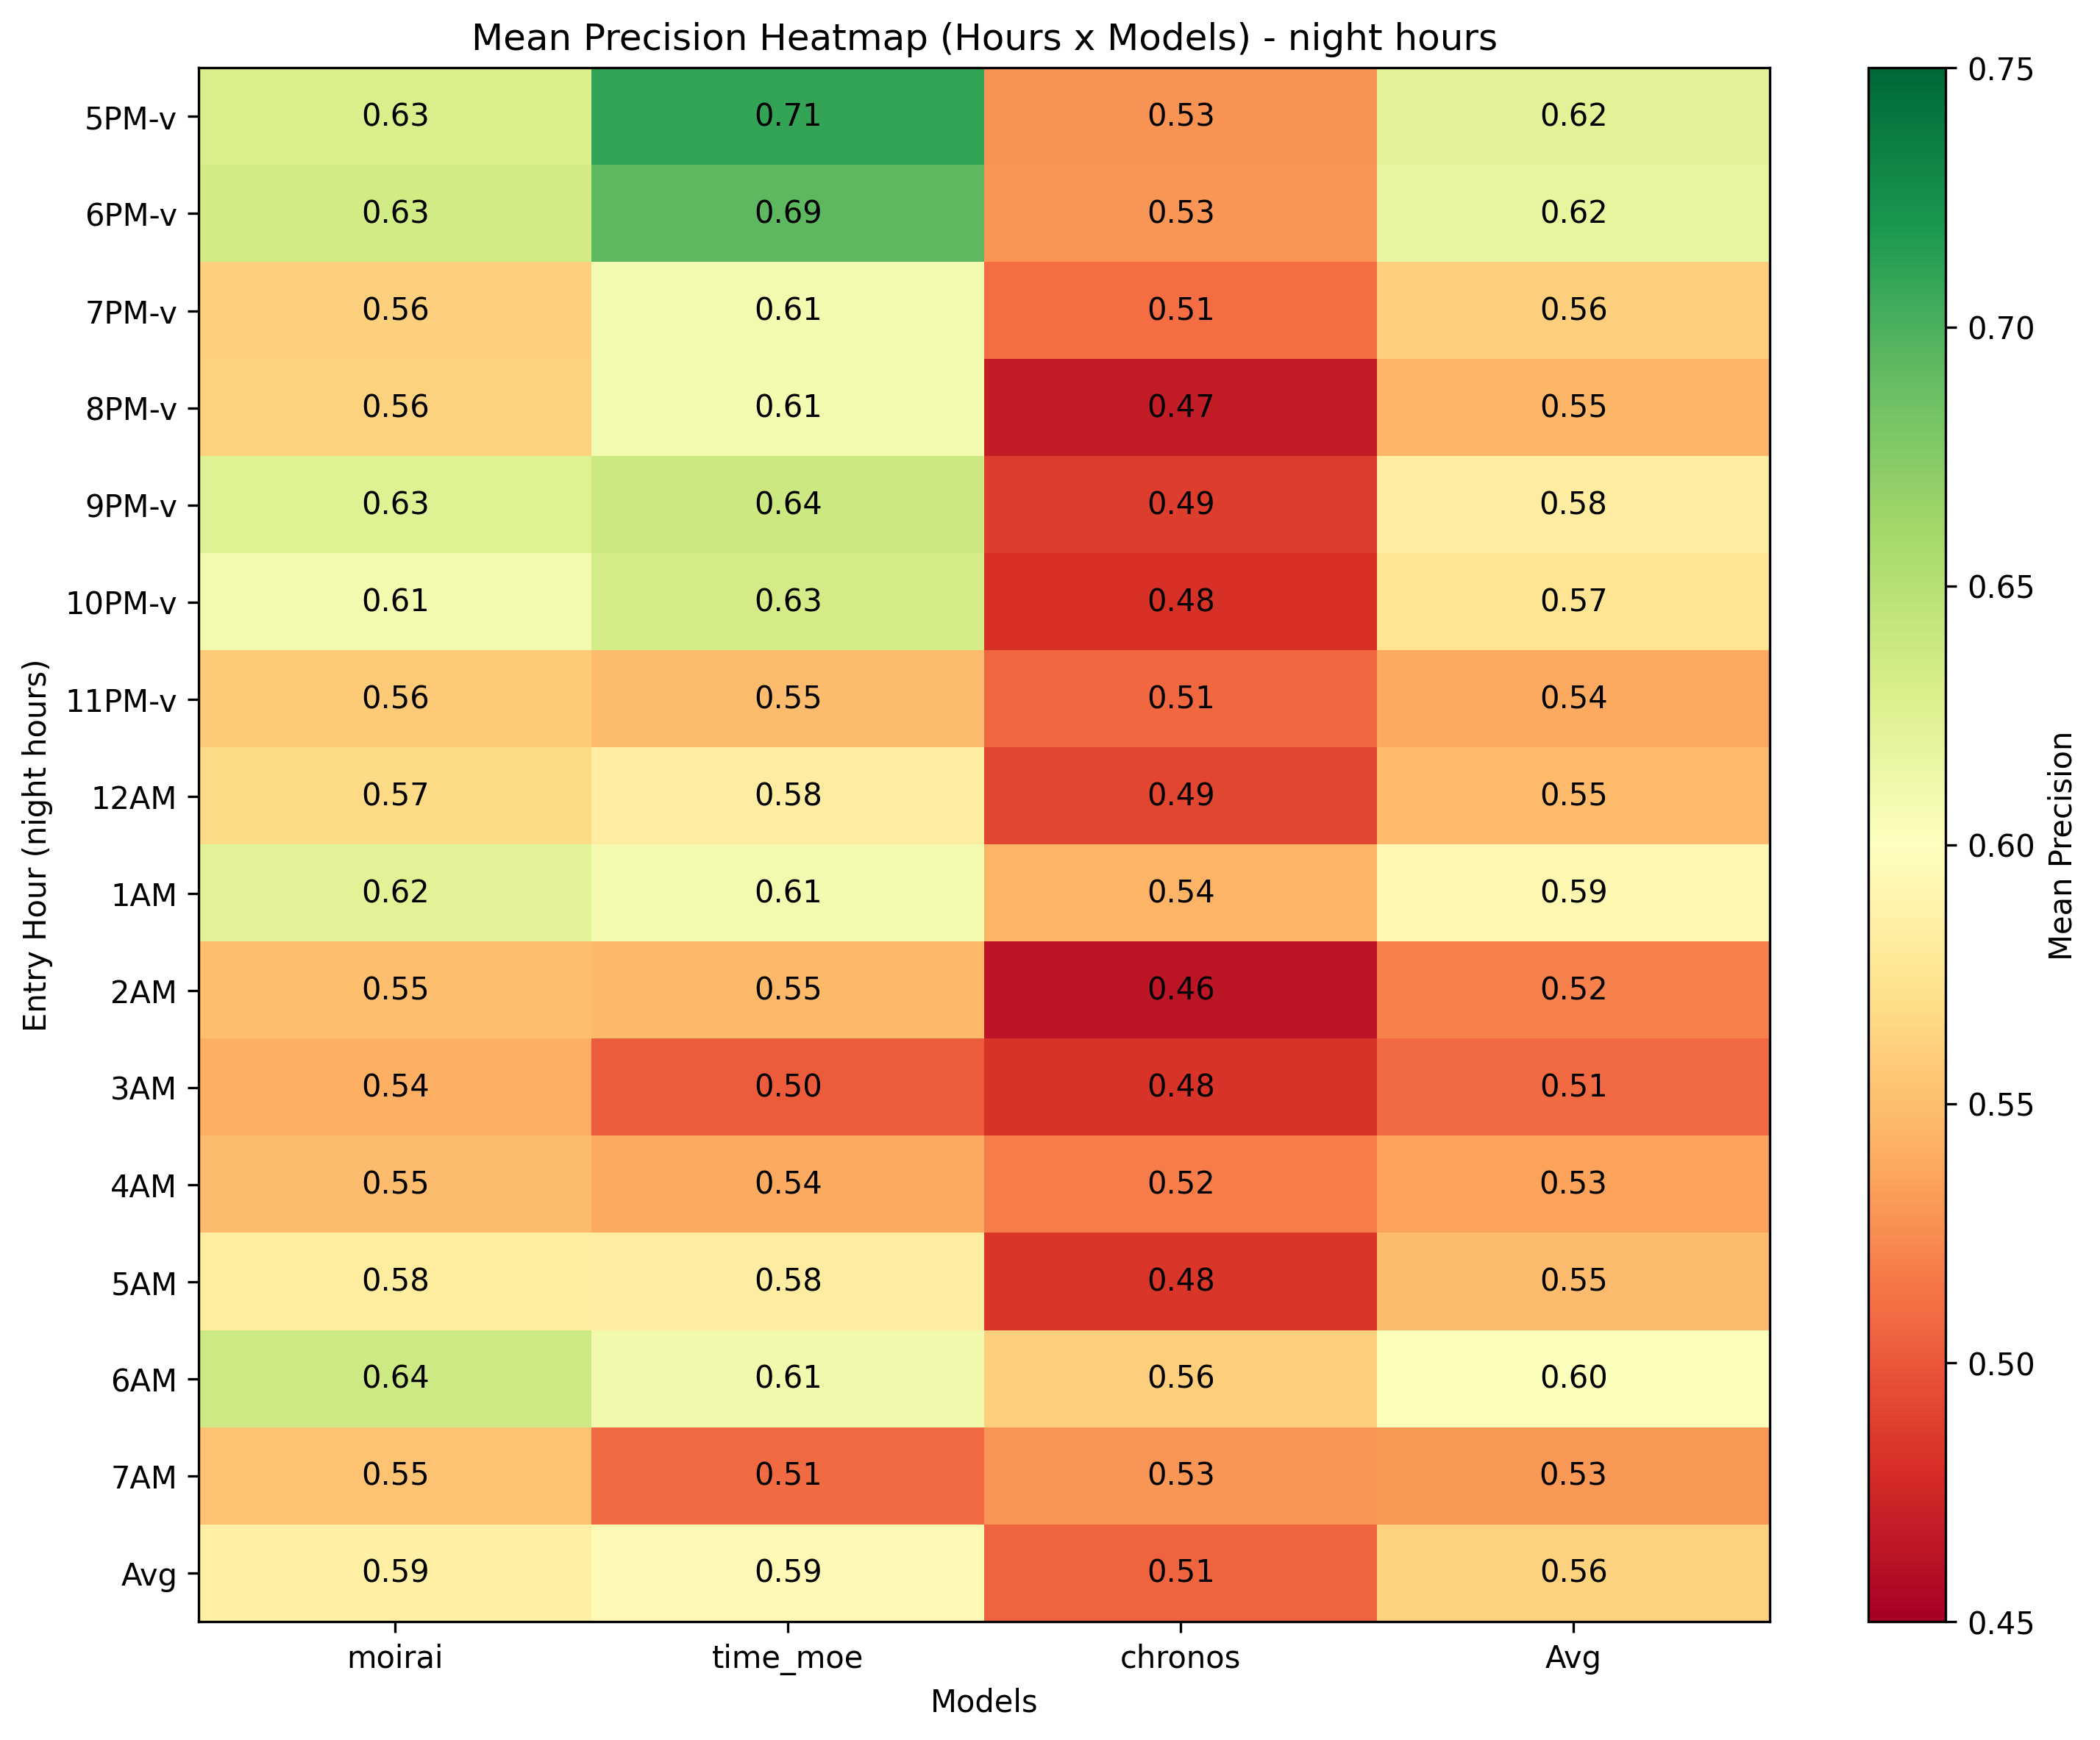 Mean Precision Heatmap (Hours x Models) - night hours
5PM-v 0.63 0.71 0.53 0.62
6PM-v 0.63 0.69 0.53 0.62
7PM-v 0.56 0.61 0.51 0.56
8PM-v 0.56 0.61 0.47 0.55
9PM-v 0.63 0.64 0.49 0.58
10PM-v 0.61 0.63 0.48 0.57
11PM-v 0.56 0.55 0.51 0.54
12AM 0.57 0.58 0.49 0.55
1AM 0.62 0.61 0.54 0.59
2AM 0.55 0.55 0.46 0.52
3AM 0.54 0.50 0.48 0.51
4AM 0.55 0.54 0.52 0.53
5AM 0.58 0.58 0.48 0.55
6AM 0.64 0.61 0.56 0.60
7AM 0.55 0.51 0.53 0.53
Avg 0.59 0.59 0.51 0.56
moirai time_moe chronos Avg
Models
Entry Hour (night hours)
0.75
0.70
0.65
0.60
0.55
0.50
0.45
Mean Precision